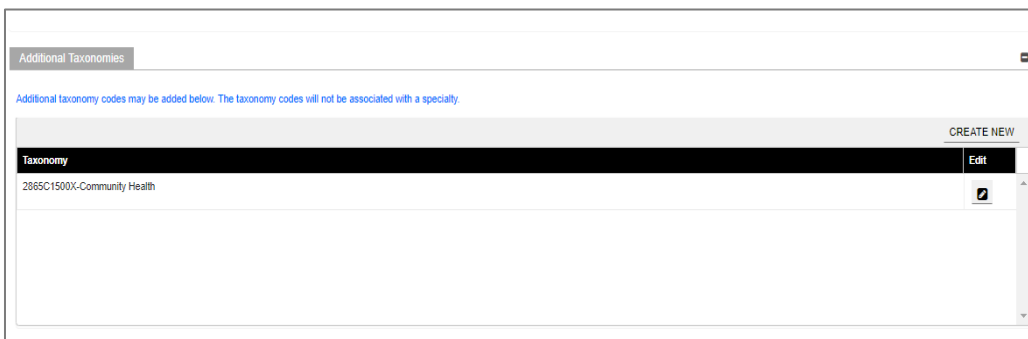 Additional Taxonomies
Additional taxonomy codes may be added below. The taxonomy codes will not be associated with a specialty.
CREATE NEW
Taxonomy Edit
2865C1500X-Community Health